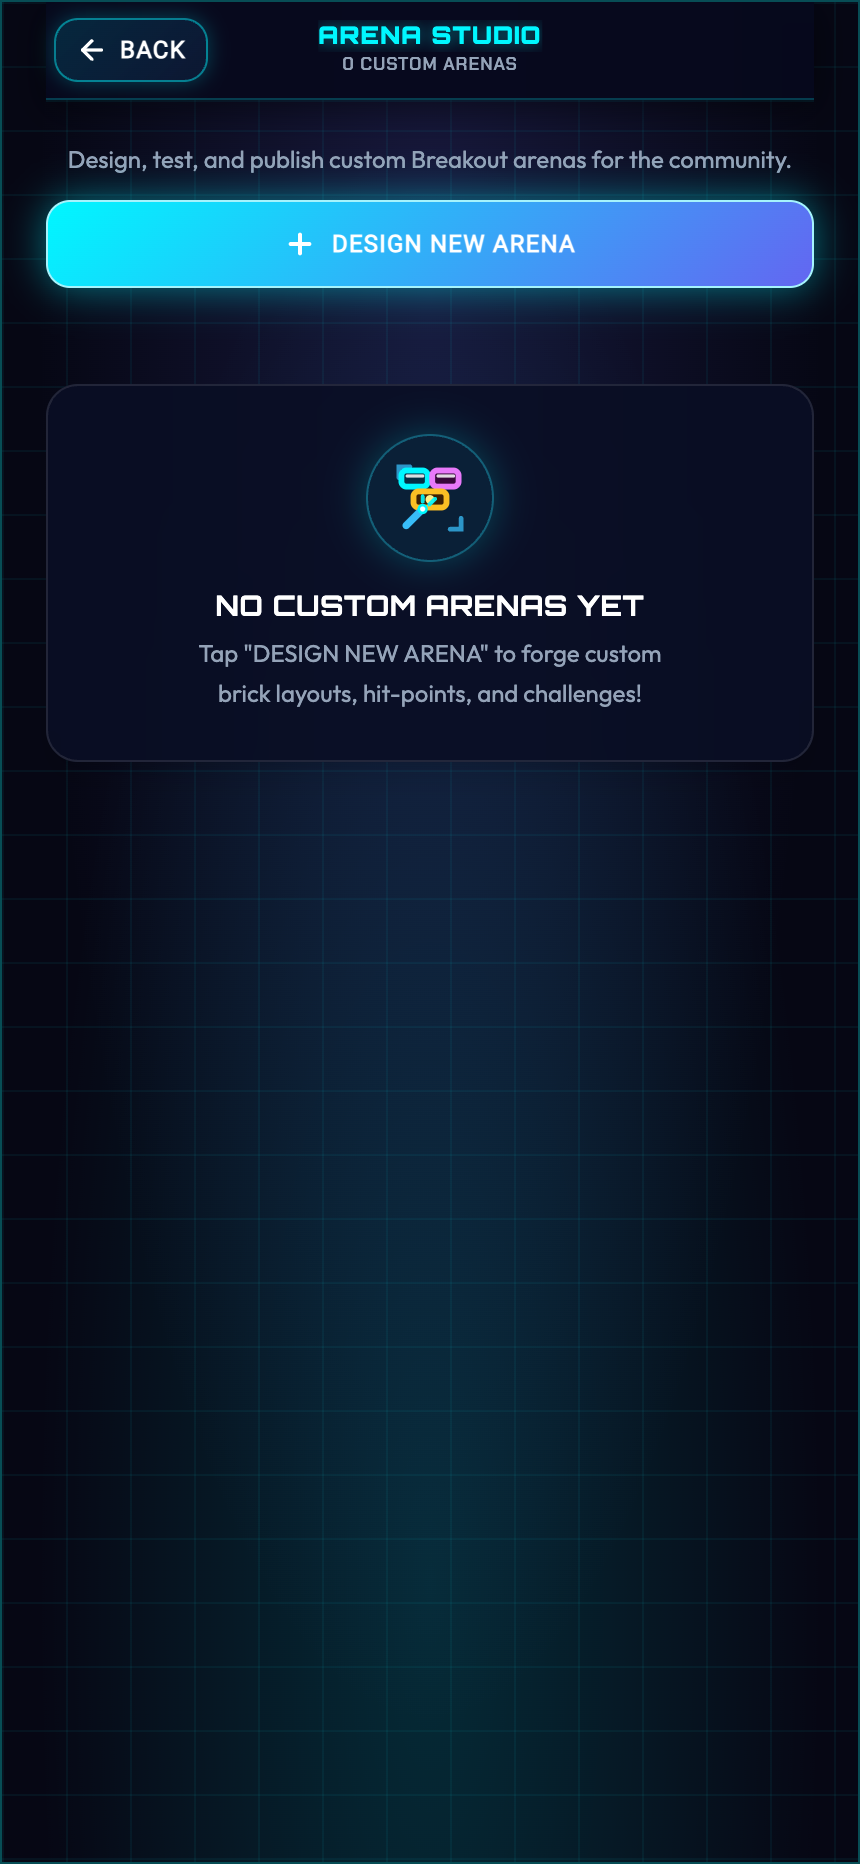 BACK
ARENA STUDIO
0 CUSTOM ARENAS
Design, test, and publish custom Breakout arenas for the community.
+ DESIGN NEW ARENA
NO CUSTOM ARENAS YET
Tap "DESIGN NEW ARENA" to forge custom
brick layouts, hit-points, and challenges!